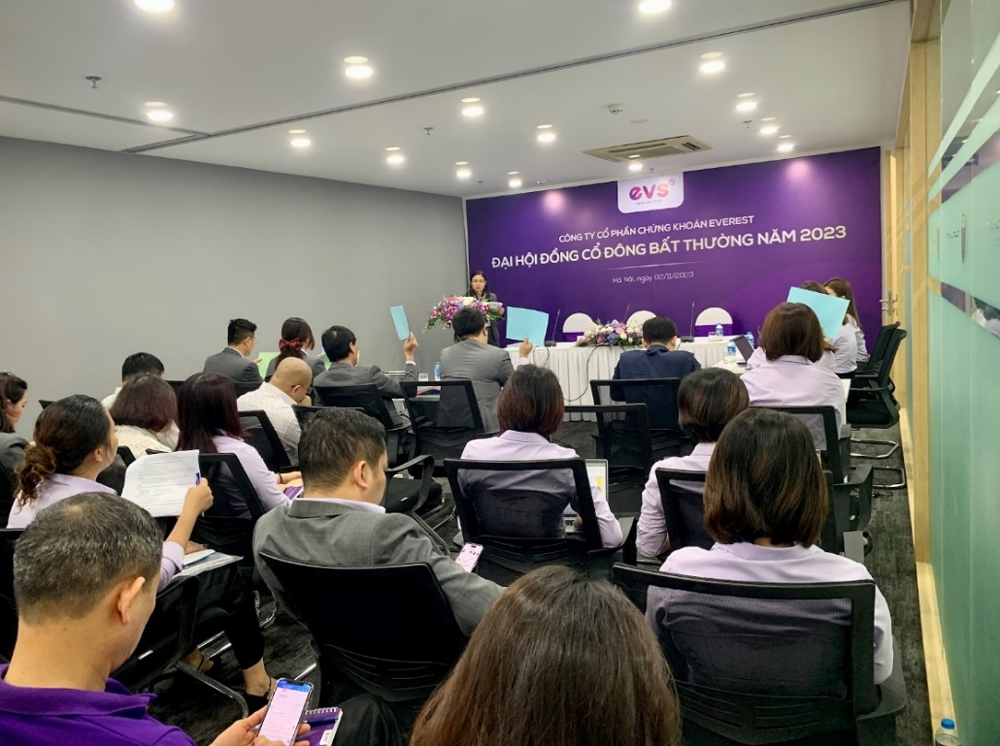 evs
SECURITIES
CÔNG TY CỔ PHẦN CHỨNG KHOÁN EVEREST
ĐẠI HỘI ĐỒNG CỔ ĐÔNG BẤT THƯỜNG NĂM 2023
Hà Nội, ngày 02/11/2023